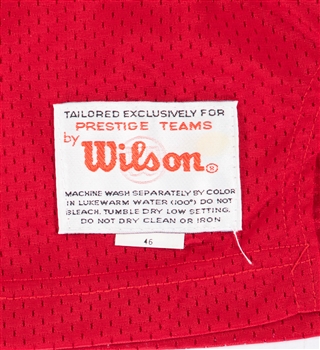 TAILORED EXCLUSIVELY FOR
PRESTIGE TEAMS
by Wilson®
MACHINE WASH SEPARATELY BY COLOR
IN LUKEWARM WATER (100°) DO NOT
BLEACH. TUMBLE DRY LOW SETTING.
DO NOT DRY CLEAN OR IRON
46